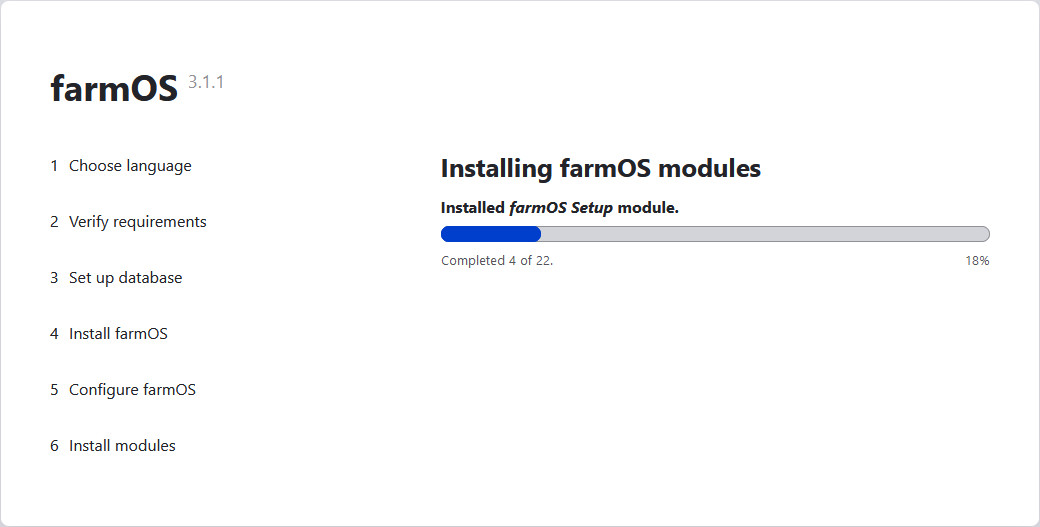 farmOS 3.1.1
1 Choose language
2 Verify requirements
3 Set up database
4 Install farmOS
5 Configure farmOS
6 Install modules
Installing farmOS modules
Installed farmOS Setup module.
Completed 4 of 22. 18%